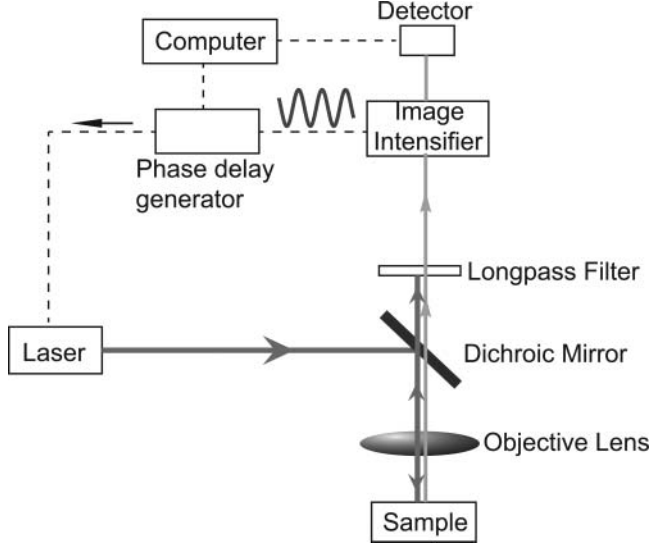 Detector
Computer
Image
Intensifier
Phase delay
generator
Longpass Filter
Laser
Dichroic Mirror
Objective Lens
Sample